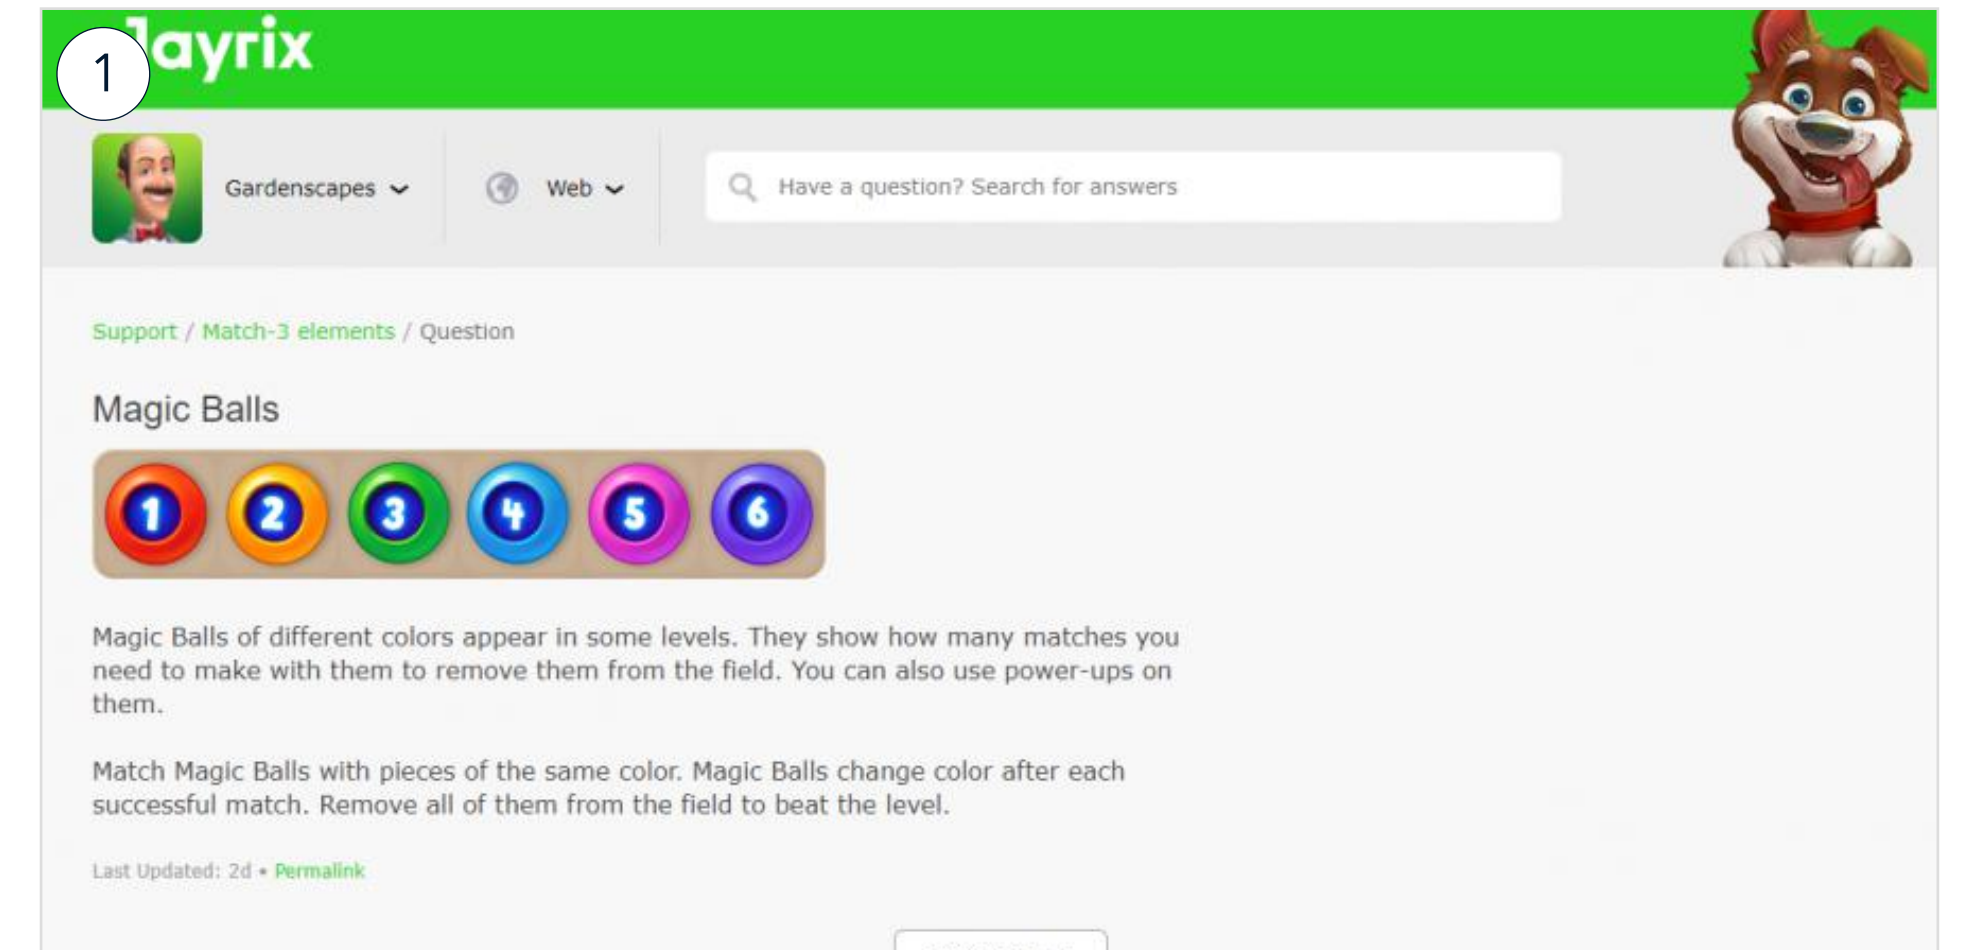 1
ayrix
Gardenscapes
Web
Have a question? Search for answers
Support / Match-3 elements / Question
Magic Balls
1 2 3 4 5 6
Magic Balls of different colors appear in some levels. They show how many matches you
need to make with them to remove them from the field. You can also use power-ups on
them.
Match Magic Balls with pieces of the same color. Magic Balls change color after each
successful match. Remove all of them from the field to beat the level.
Last Updated: 2d • Permalink